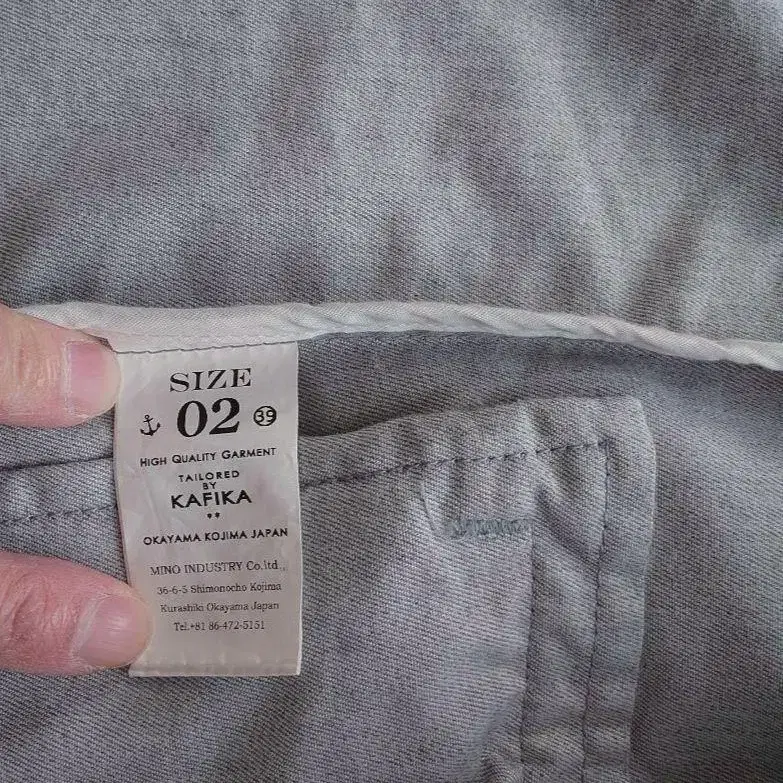 SIZE
02 39
HIGH QUALITY GARMENT
TAILORED
BY
KAFIKA
OKAYAMA KOJIMA JAPAN
MINO INDUSTRY Co.ltd.,
36-6-5 Shimonocho Kojima
Kurashiki Okayama Japan
Tel.+81 86-472-5151